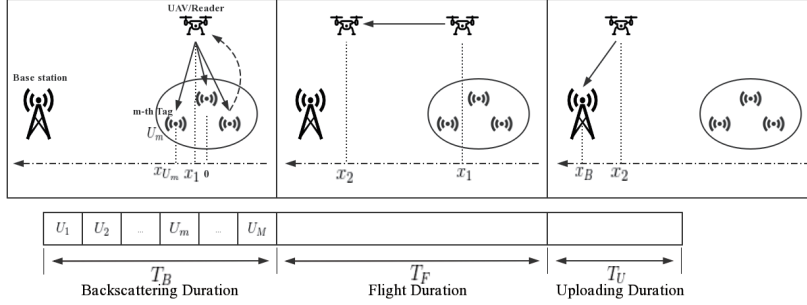 UAV/Reader
Base station
m-th Tag
U_m
x_{U_m} x_1 0
x_2 x_1
x_B x_2
U_1 U_2 ... U_m ... U_M
T_B T_F T_U
Backscattering Duration Flight Duration Uploading Duration